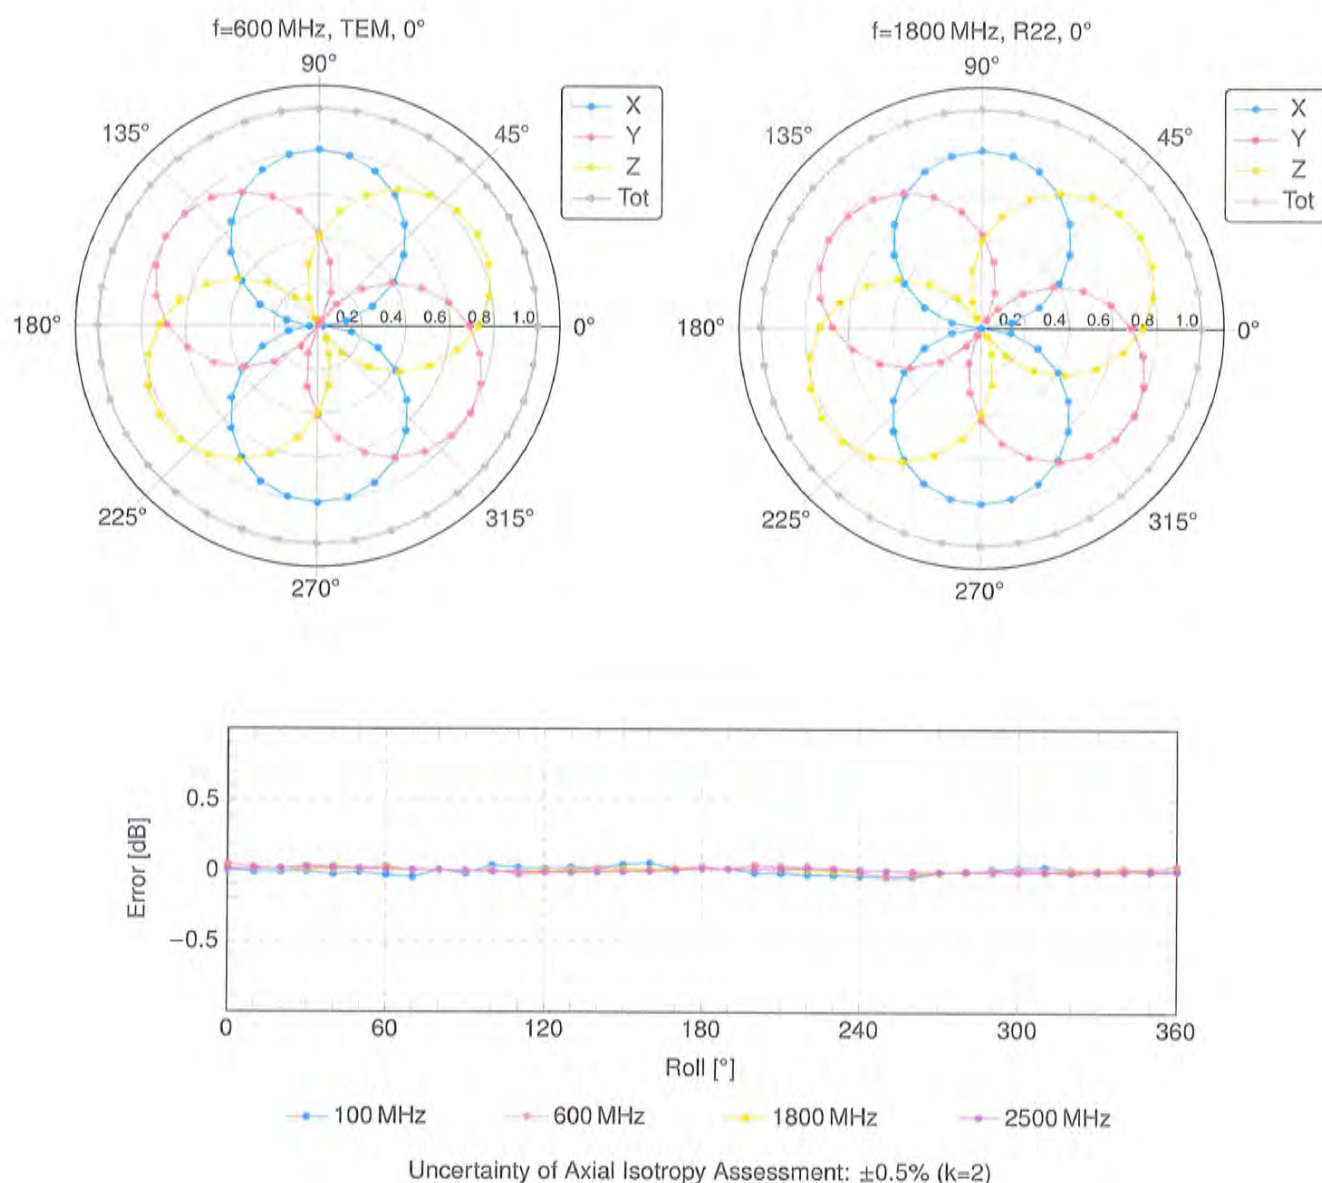 f=600 MHz, TEM, 0°
90°
135°
45°
180°
0.2 0.4 0.6 0.8 1.0
0°
225°
315°
270°
X
Y
Z
Tot
f=1800 MHz, R22, 0°
90°
135°
45°
180°
0.2 0.4 0.6 0.8 1.0
0°
225°
315°
270°
X
Y
Z
Tot
Error [dB]
0.5
0
−0.5
0 60 120 180 240 300 360
Roll [°]
100 MHz 600 MHz 1800 MHz 2500 MHz
Uncertainty of Axial Isotropy Assessment: ±0.5% (k=2)